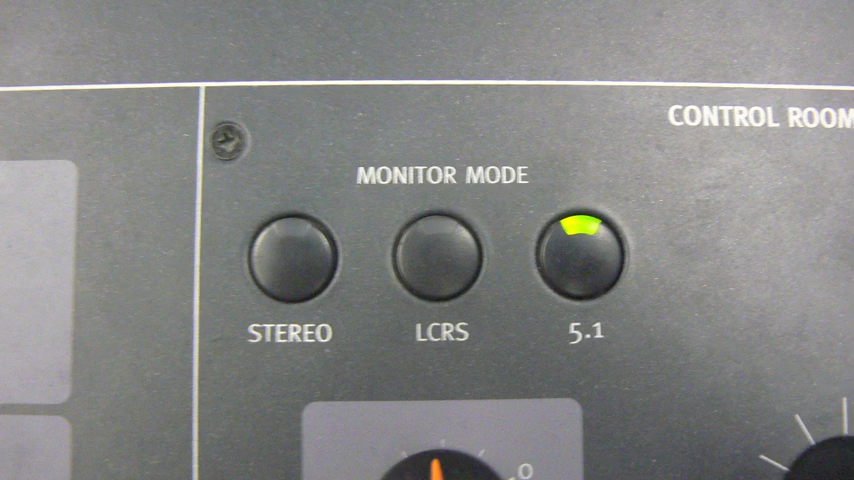 CONTROL ROOM
MONITOR MODE
STEREO LCRS 5.1